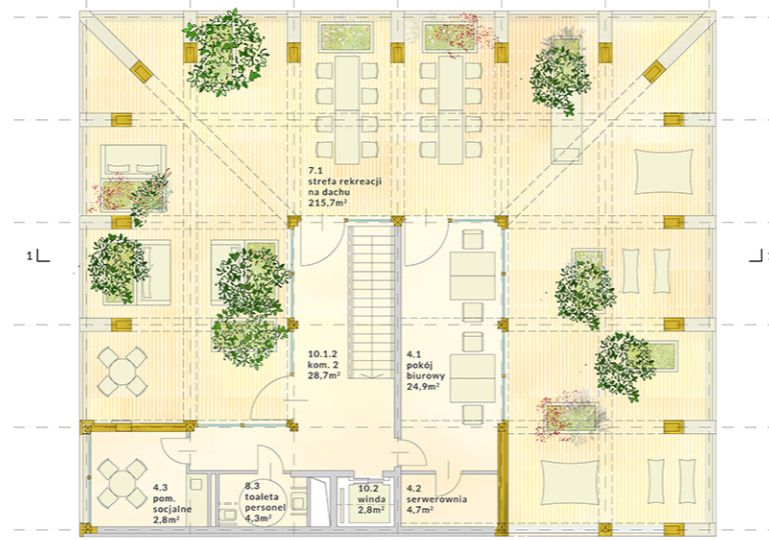 7.1
strefa rekreacji
na dachu
215,7m²
1
10.1.2
kom. 2
28,7m²
4.1
pokój
biurowy
24,9m²
4.3
pom.
socjalne
2,8m²
8.3
toaleta
personel
4,3m²
10.2
winda
2,8m²
4.2
serwerownia
4,7m²